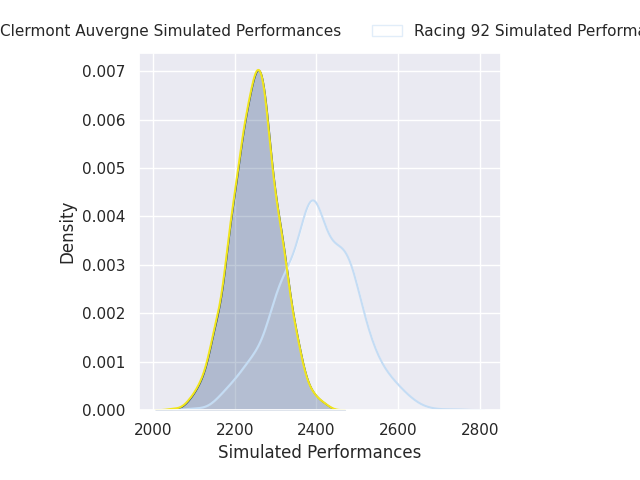 Clermont Auvergne Simulated Performances
Racing 92 Simulated Performa
0.007
0.006
0.005
0.004
0.003
0.002
0.001
0.000
Density
2000 2200 2400 2600 2800
Simulated Performances